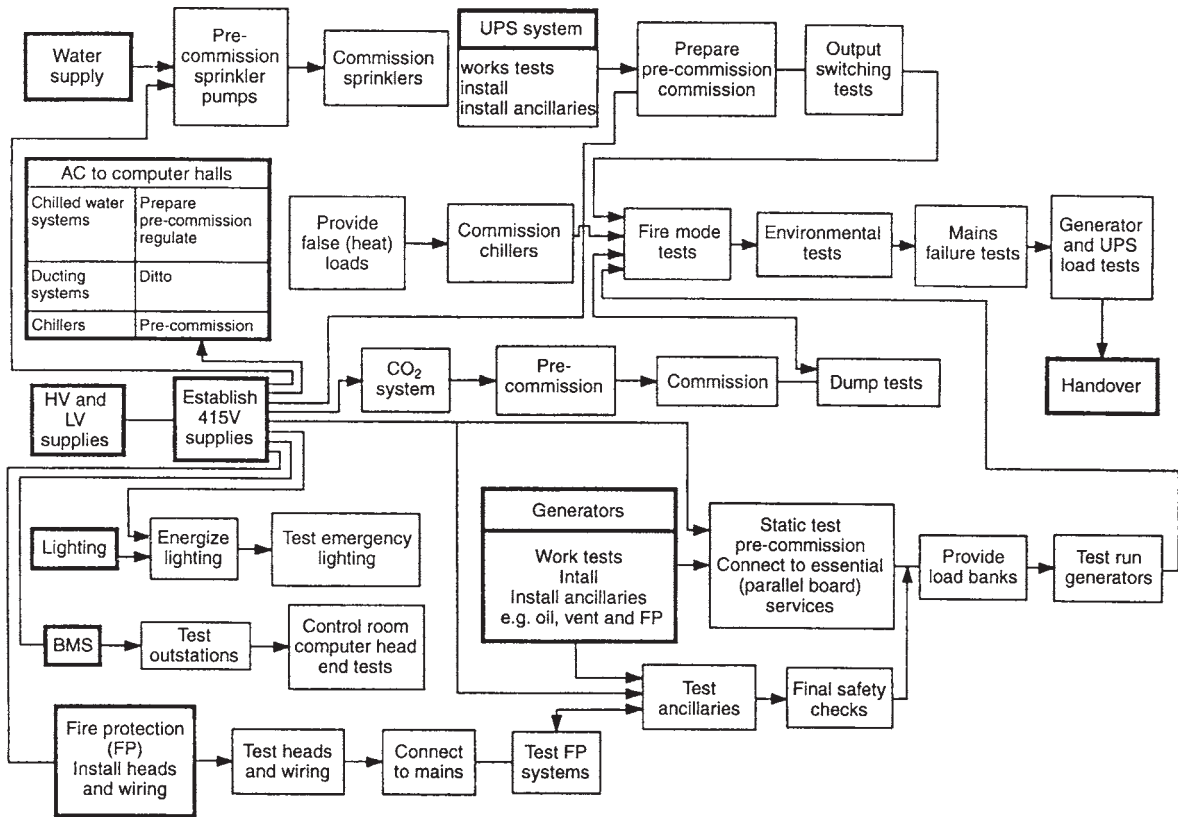 Water
supply
Pre-
commission
sprinkler
pumps
Commission
sprinklers
UPS system
works tests
install
install ancillaries
Prepare
pre-commission
commission
Output
switching
tests
AC to computer halls
Chilled water
systems
Prepare
pre-commission
regulate
Ducting
systems
Ditto
Chillers
Pre-commission
Provide
false (heat)
loads
Commission
chillers
Fire mode
tests
Environmental
tests
Mains
failure tests
Generator
and UPS
load tests
HV and
LV
supplies
Establish
415V
supplies
CO₂
system
Pre-
commission
Commission
Dump tests
Handover
Lighting
Energize
lighting
Test emergency
lighting
Generators
Work tests
Intall
Install ancillaries
e.g. oil, vent and FP
Static test
pre-commission
Connect to essential
(parallel board)
services
Provide
load banks
Test run
generators
BMS
Test
outstations
Control room
computer head
end tests
Test
ancillaries
Final safety
checks
Fire protection
(FP)
Install heads
and wiring
Test heads
and wiring
Connect
to mains
Test FP
systems